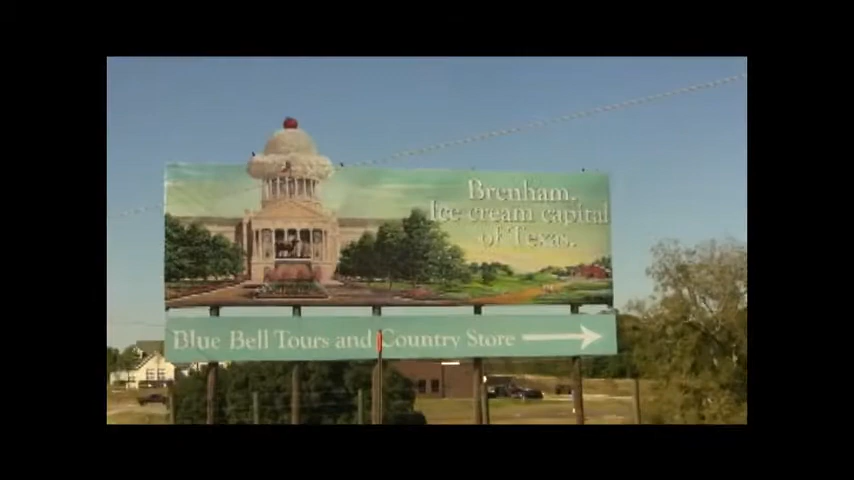 Brenham.
Ice cream capital
of Texas.
Blue Bell Tours and Country Store